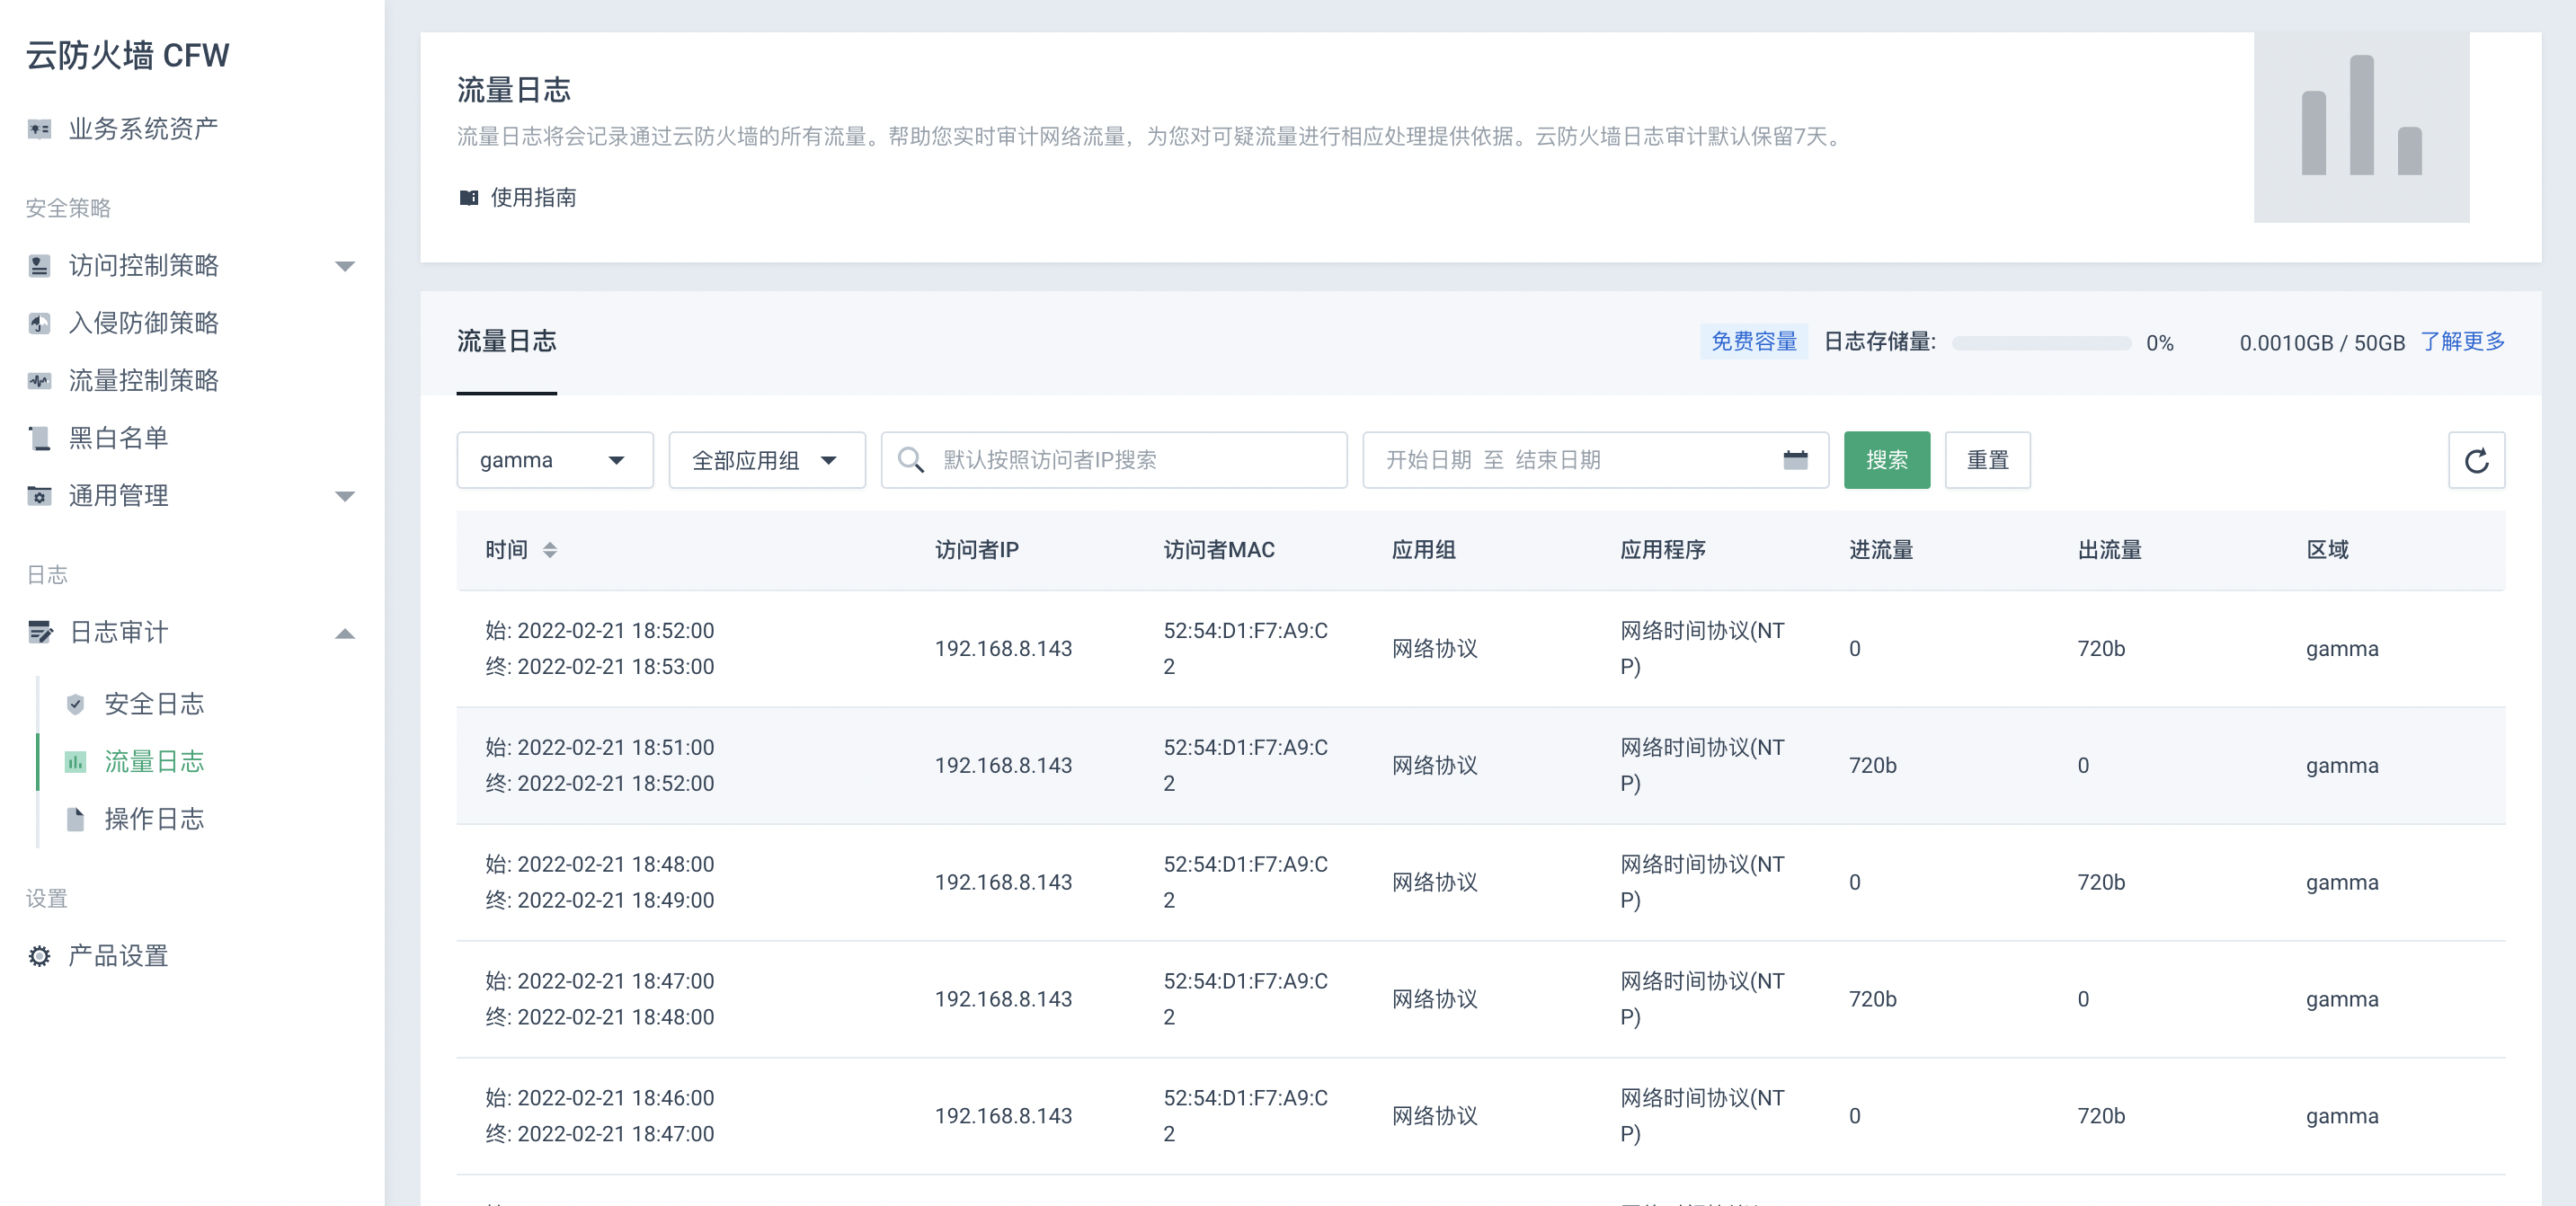 云防火墙 CFW
业务系统资产
安全策略
访问控制策略
入侵防御策略
流量控制策略
黑白名单
通用管理
日志
日志审计
安全日志
流量日志
操作日志
设置
产品设置
流量日志
流量日志将会记录通过云防火墙的所有流量。帮助您实时审计网络流量，为您对可疑流量进行相应处理提供依据。云防火墙日志审计默认保留7天。
使用指南
流量日志 免费容量 日志存储量: 0% 0.0010GB / 50GB 了解更多
gamma 全部应用组 默认按照访问者IP搜索 开始日期 至 结束日期 搜索 重置
时间 访问者IP 访问者MAC 应用组 应用程序 进流量 出流量 区域
始: 2022-02-21 18:52:00 52:54:D1:F7:A9:C 网络时间协议(NT
192.168.8.143 网络协议 0 720b gamma
终: 2022-02-21 18:53:00 2 P)
始: 2022-02-21 18:51:00 52:54:D1:F7:A9:C 网络时间协议(NT
192.168.8.143 网络协议 720b 0 gamma
终: 2022-02-21 18:52:00 2 P)
始: 2022-02-21 18:48:00 52:54:D1:F7:A9:C 网络时间协议(NT
192.168.8.143 网络协议 0 720b gamma
终: 2022-02-21 18:49:00 2 P)
始: 2022-02-21 18:47:00 52:54:D1:F7:A9:C 网络时间协议(NT
192.168.8.143 网络协议 720b 0 gamma
终: 2022-02-21 18:48:00 2 P)
始: 2022-02-21 18:46:00 52:54:D1:F7:A9:C 网络时间协议(NT
192.168.8.143 网络协议 0 720b gamma
终: 2022-02-21 18:47:00 2 P)